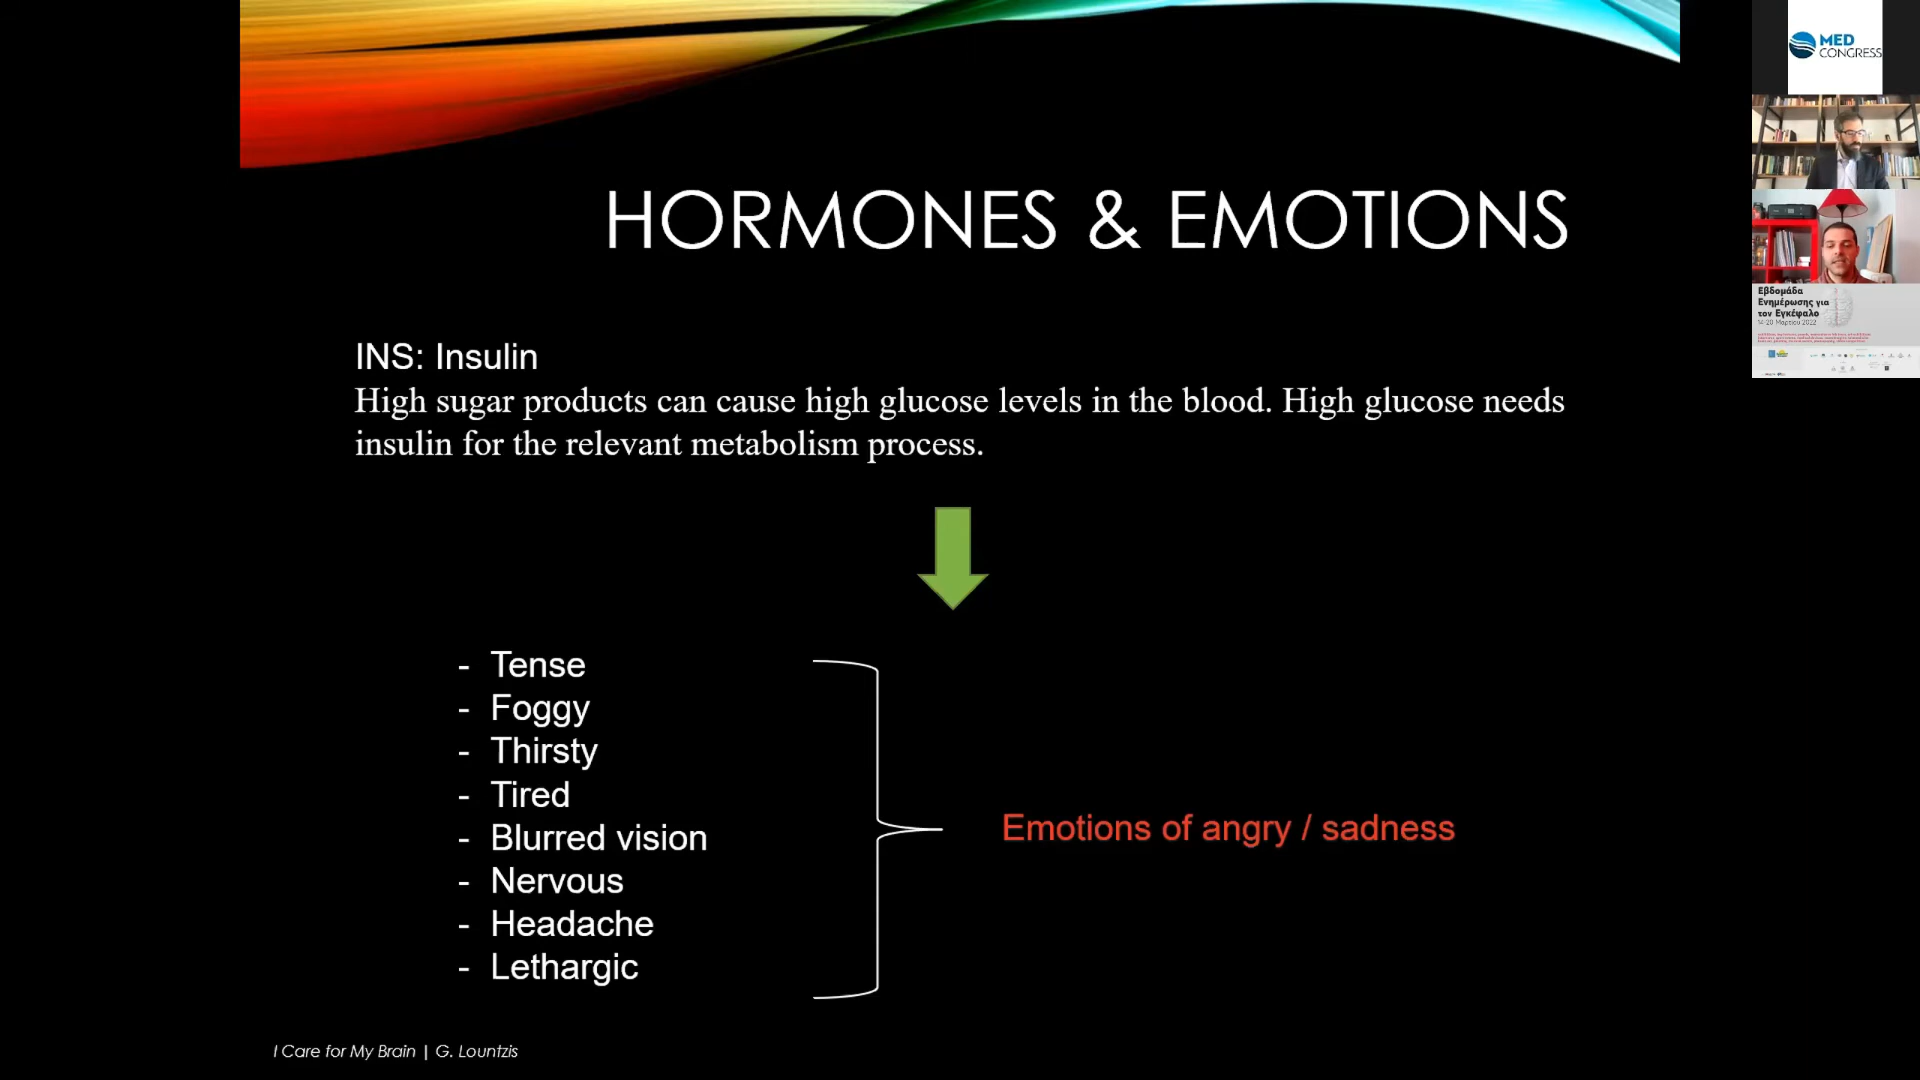 HORMONES & EMOTIONS
INS: Insulin
High sugar products can cause high glucose levels in the blood. High glucose needs
insulin for the relevant metabolism process.
- Tense
- Foggy
- Thirsty
- Tired
- Blurred vision
- Nervous
- Headache
- Lethargic
Emotions of angry / sadness
I Care for My Brain | G. Lountzis
MED
CONGRESS
Εβδομάδα
Ενημέρωσης για
τον Εγκέφαλο
14-20 Μαρτίου 2022